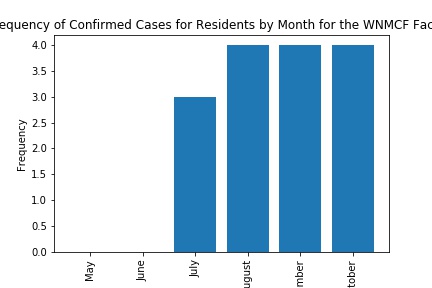 equency of Confirmed Cases for Residents by Month for the WNMCF Fac
4.0
3.5
3.0
2.5
2.0
1.5
1.0
0.5
0.0
Frequency
May
June
July
ugust
mber
tober